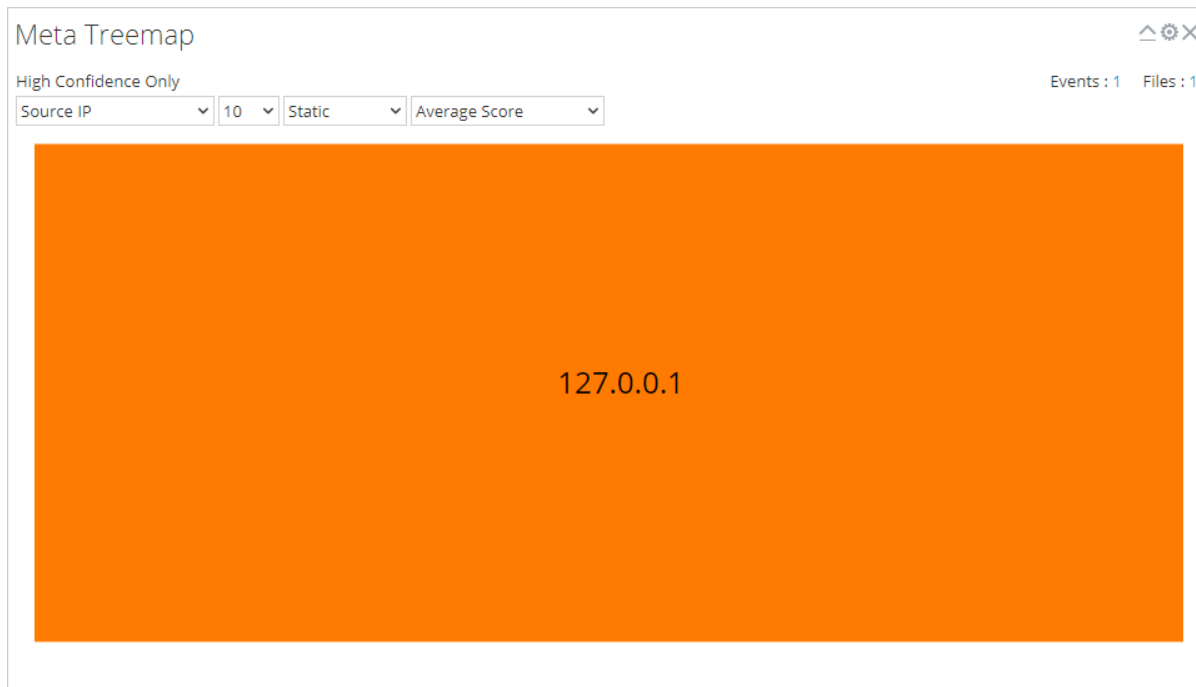 Meta Treemap
High Confidence Only
Events : 1 Files : 1
Source IP 10 Static Average Score
127.0.0.1